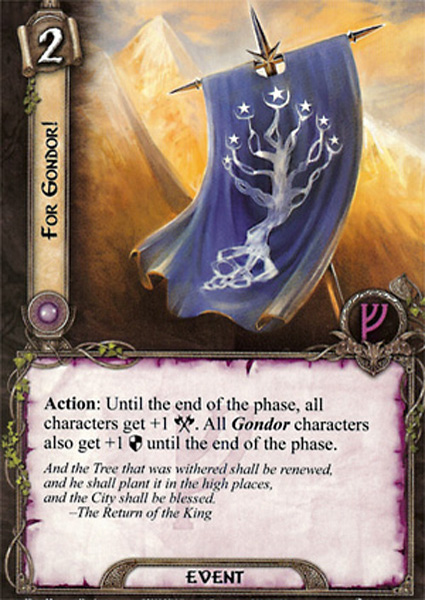 2
FOR GONDOR!
Action: Until the end of the phase, all
characters get +1 . All Gondor characters
also get +1 until the end of the phase.
And the Tree that was withered shall be renewed,
and he shall plant it in the high places,
and the City shall be blessed.
–The Return of the King
EVENT